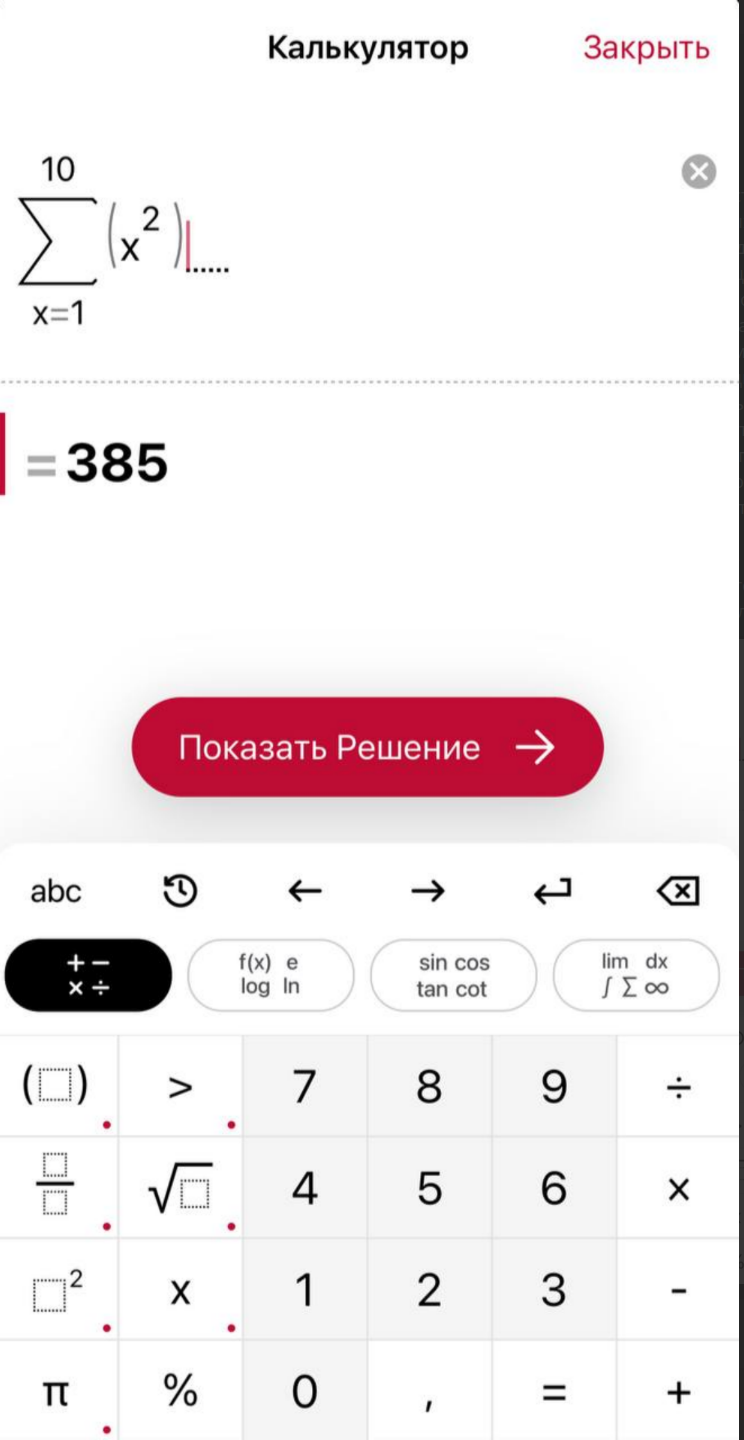 Калькулятор Закрыть
10
∑ (x²)
x=1
=385
Показать Решение →
abc ← →
+ − f(x) e sin cos lim dx
× ÷ log ln tan cot ∫ ∑ ∞
(□) > 7 8 9 ÷
□/□ √□ 4 5 6 ×
□² x 1 2 3 -
π % 0 , = +